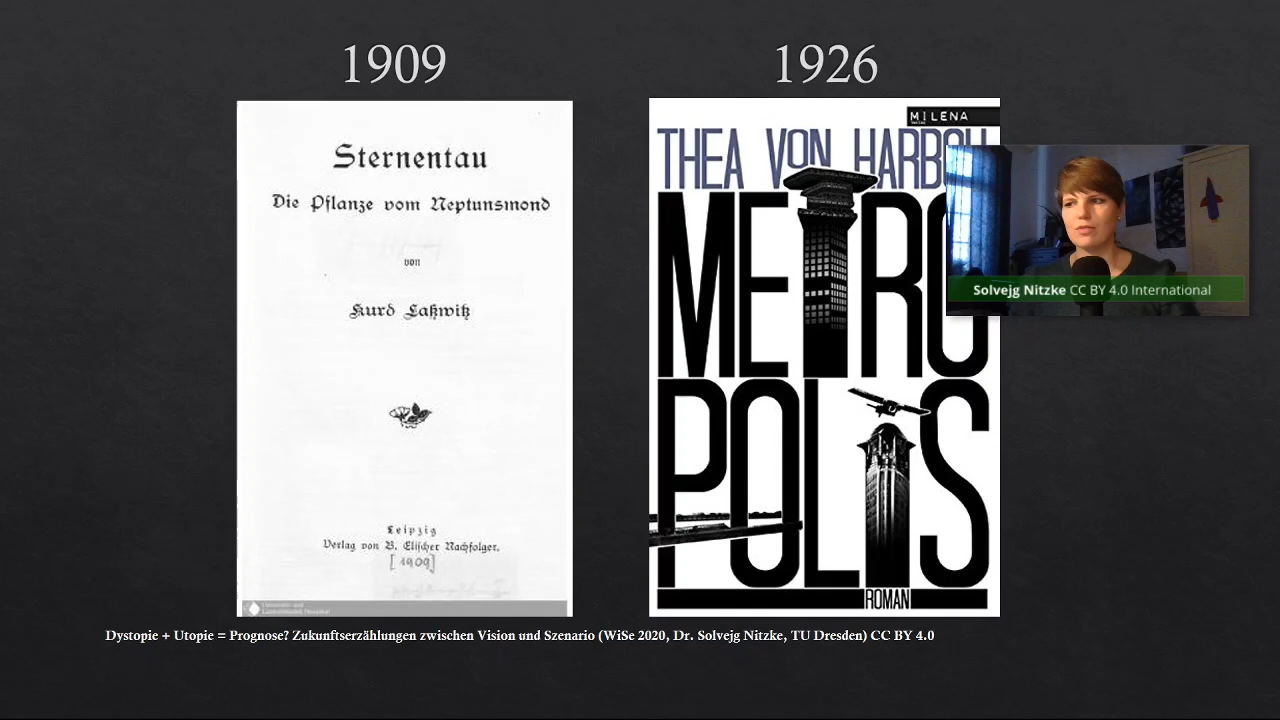 1909
1926
Sternentau
Die Pflanze vom Neptunsmond
von
Kurd Laßwitz
Leipzig
Verlag von B. Elischer Nachfolger.
[1909]
MILENA
THEA VON HARBOU
METROPOLIS
ROMAN
Solvejg Nitzke CC BY 4.0 International
Dystopie + Utopie = Prognose? Zukunftserzählungen zwischen Vision und Szenario (WiSe 2020, Dr. Solvejg Nitzke, TU Dresden) CC BY 4.0